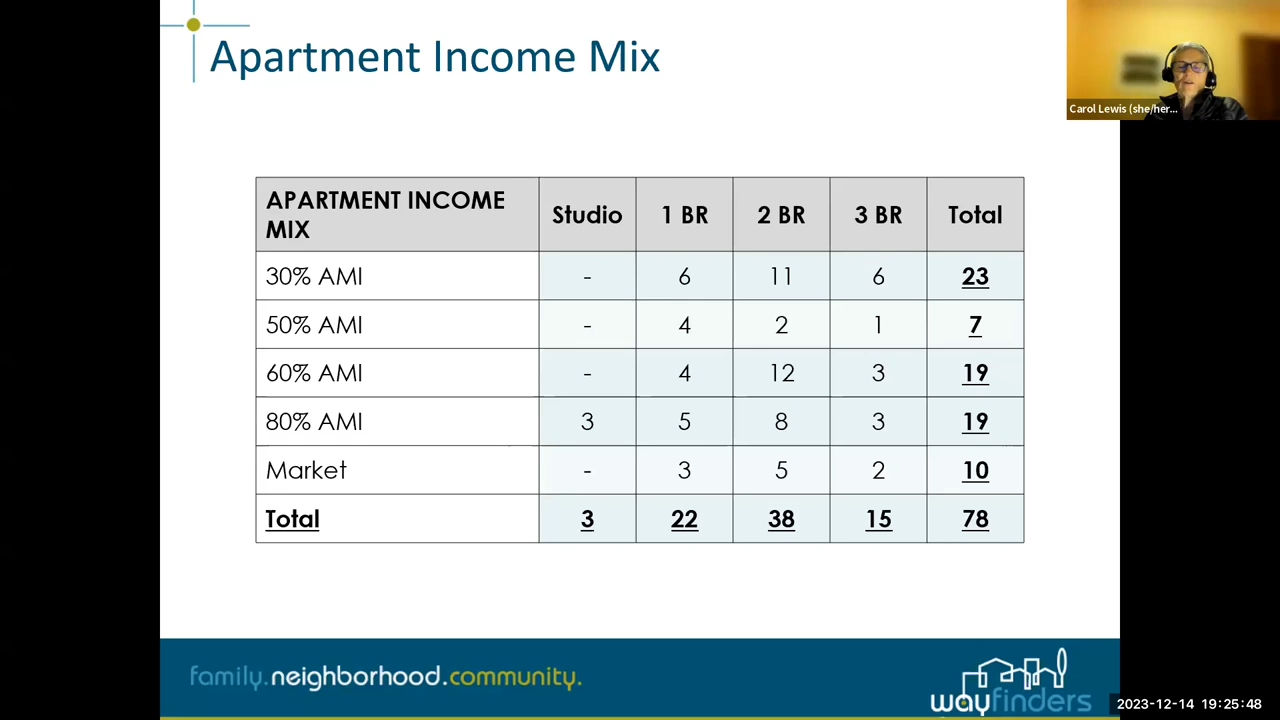 Apartment Income Mix
Carol Lewis (she/her...
APARTMENT INCOME MIX Studio 1 BR 2 BR 3 BR Total
30% AMI - 6 11 6 23
50% AMI - 4 2 1 7
60% AMI - 4 12 3 19
80% AMI 3 5 8 3 19
Market - 3 5 2 10
Total 3 22 38 15 78
family.neighborhood.community.
wayfinders
2023-12-14 19:25:48